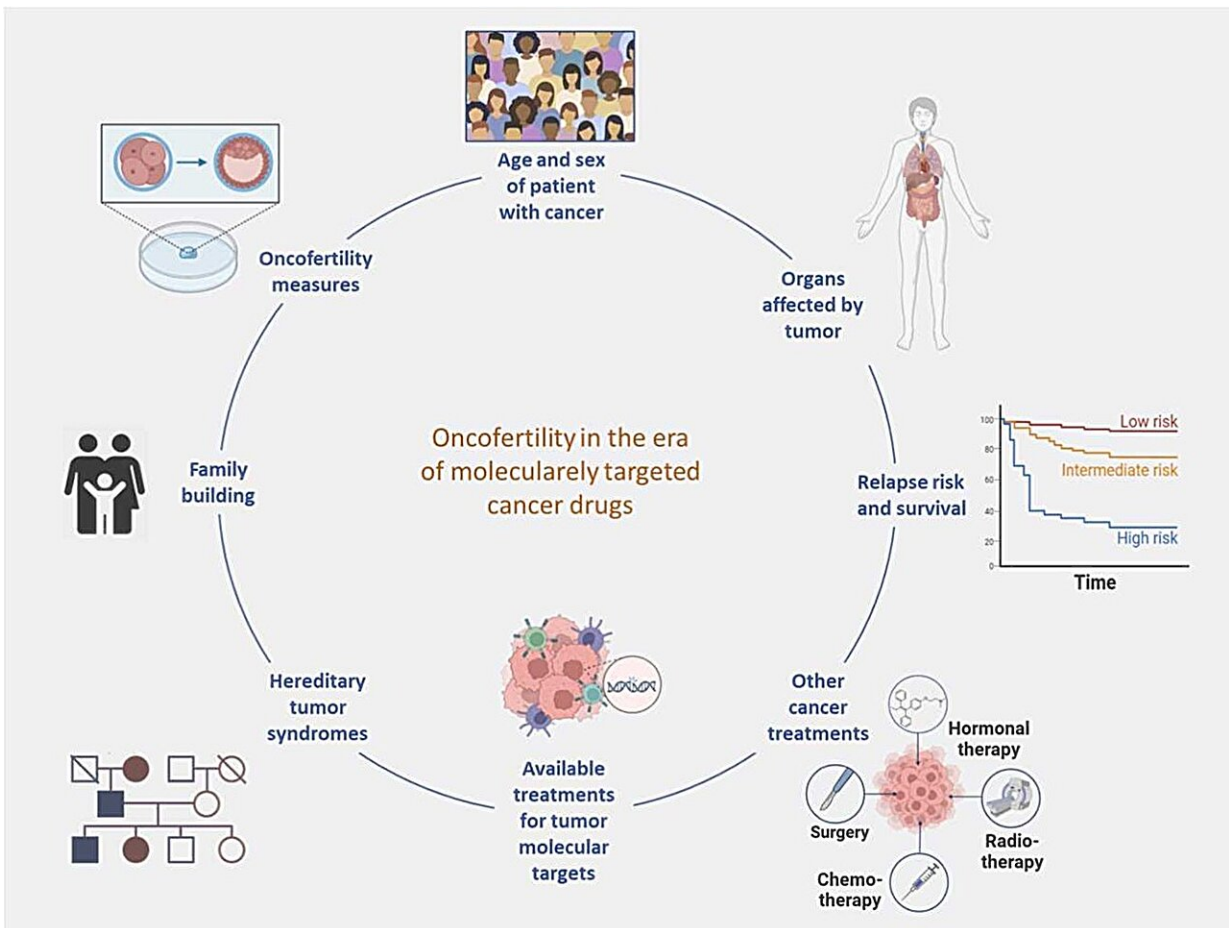 Age and sex
of patient
with cancer
Organs
affected by
tumor
Relapse risk
and survival
100
80
60
40
20
0
Low risk
Intermediate risk
High risk
Time
Other
cancer
treatments
Hormonal
therapy
Surgery
Radio-
therapy
Chemo-
therapy
Available
treatments
for tumor
molecular
targets
Hereditary
tumor
syndromes
Family
building
Oncofertility
measures
Oncofertility in the era
of molecularely targeted
cancer drugs